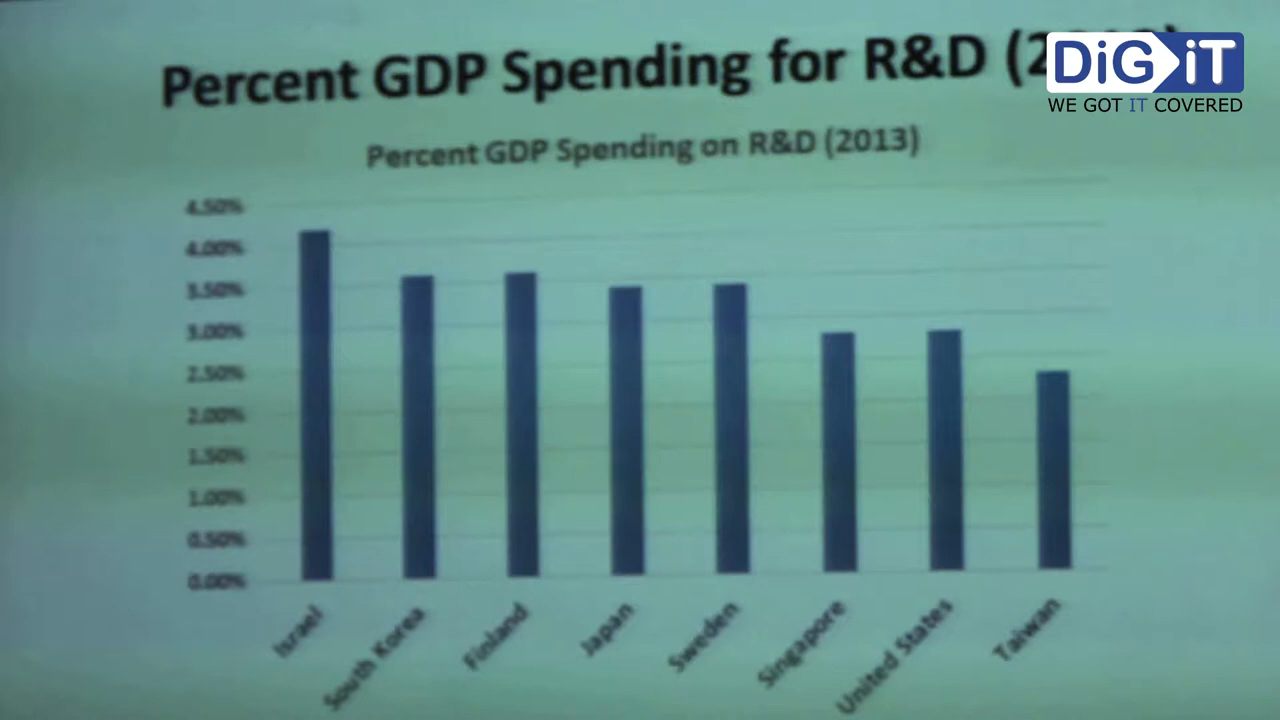 Percent GDP Spending for R&D (2
DiGiT
WE GOT IT COVERED
Percent GDP Spending on R&D (2013)
4.50%
4.00%
3.50%
3.00%
2.50%
2.00%
1.50%
1.00%
0.50%
0.00%
Israel
South Korea
Finland
Japan
Sweden
Singapore
United States
Taiwan